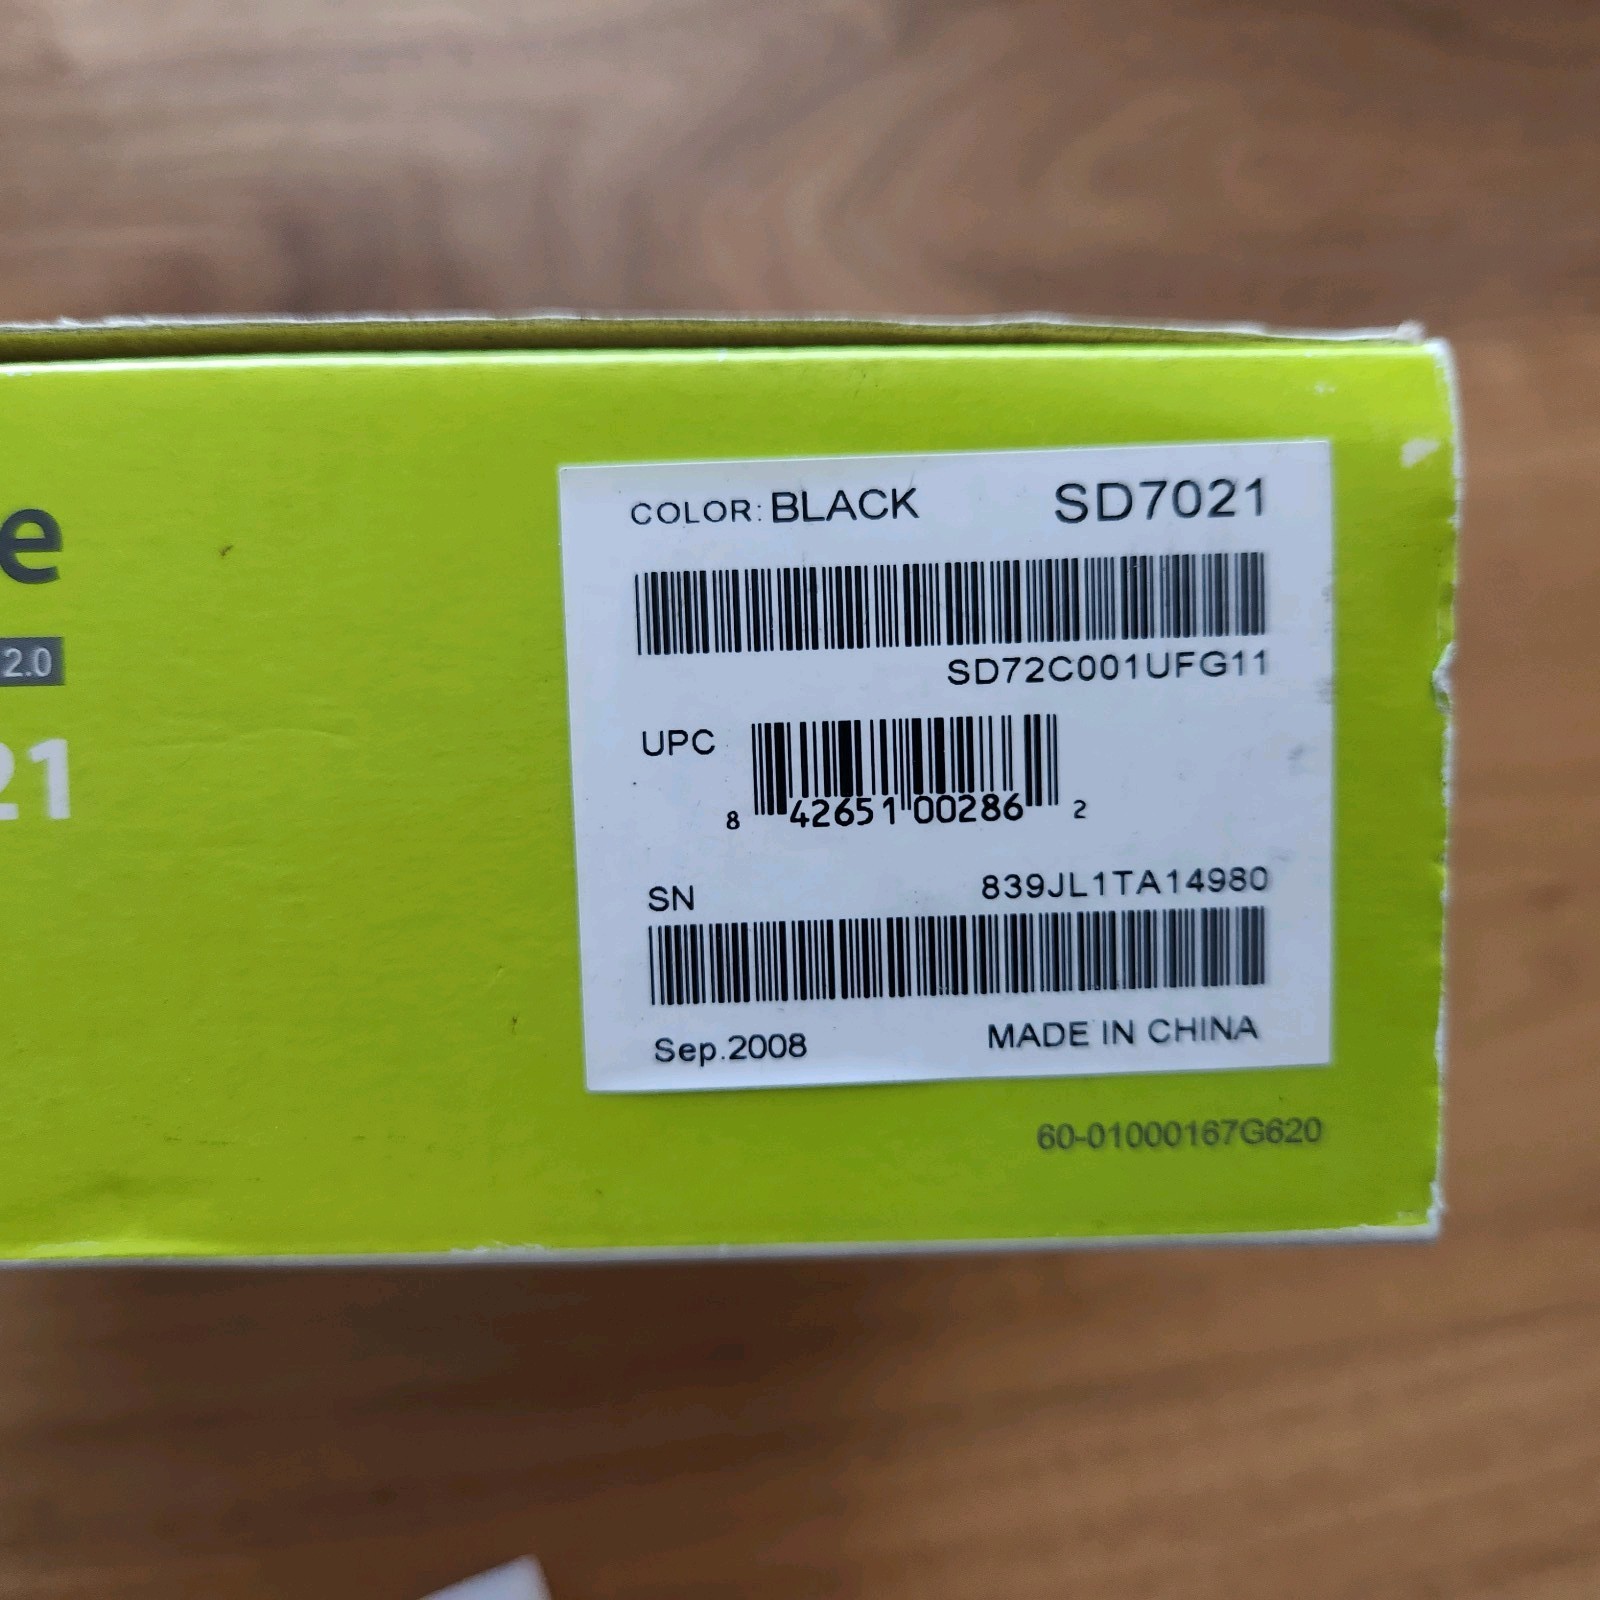 e
2.0
21
COLOR: BLACK SD7021
SD72C001UFG11
UPC
8 42651 00286 2
SN 839JL1TA14980
Sep.2008 MADE IN CHINA
60-01000167G620